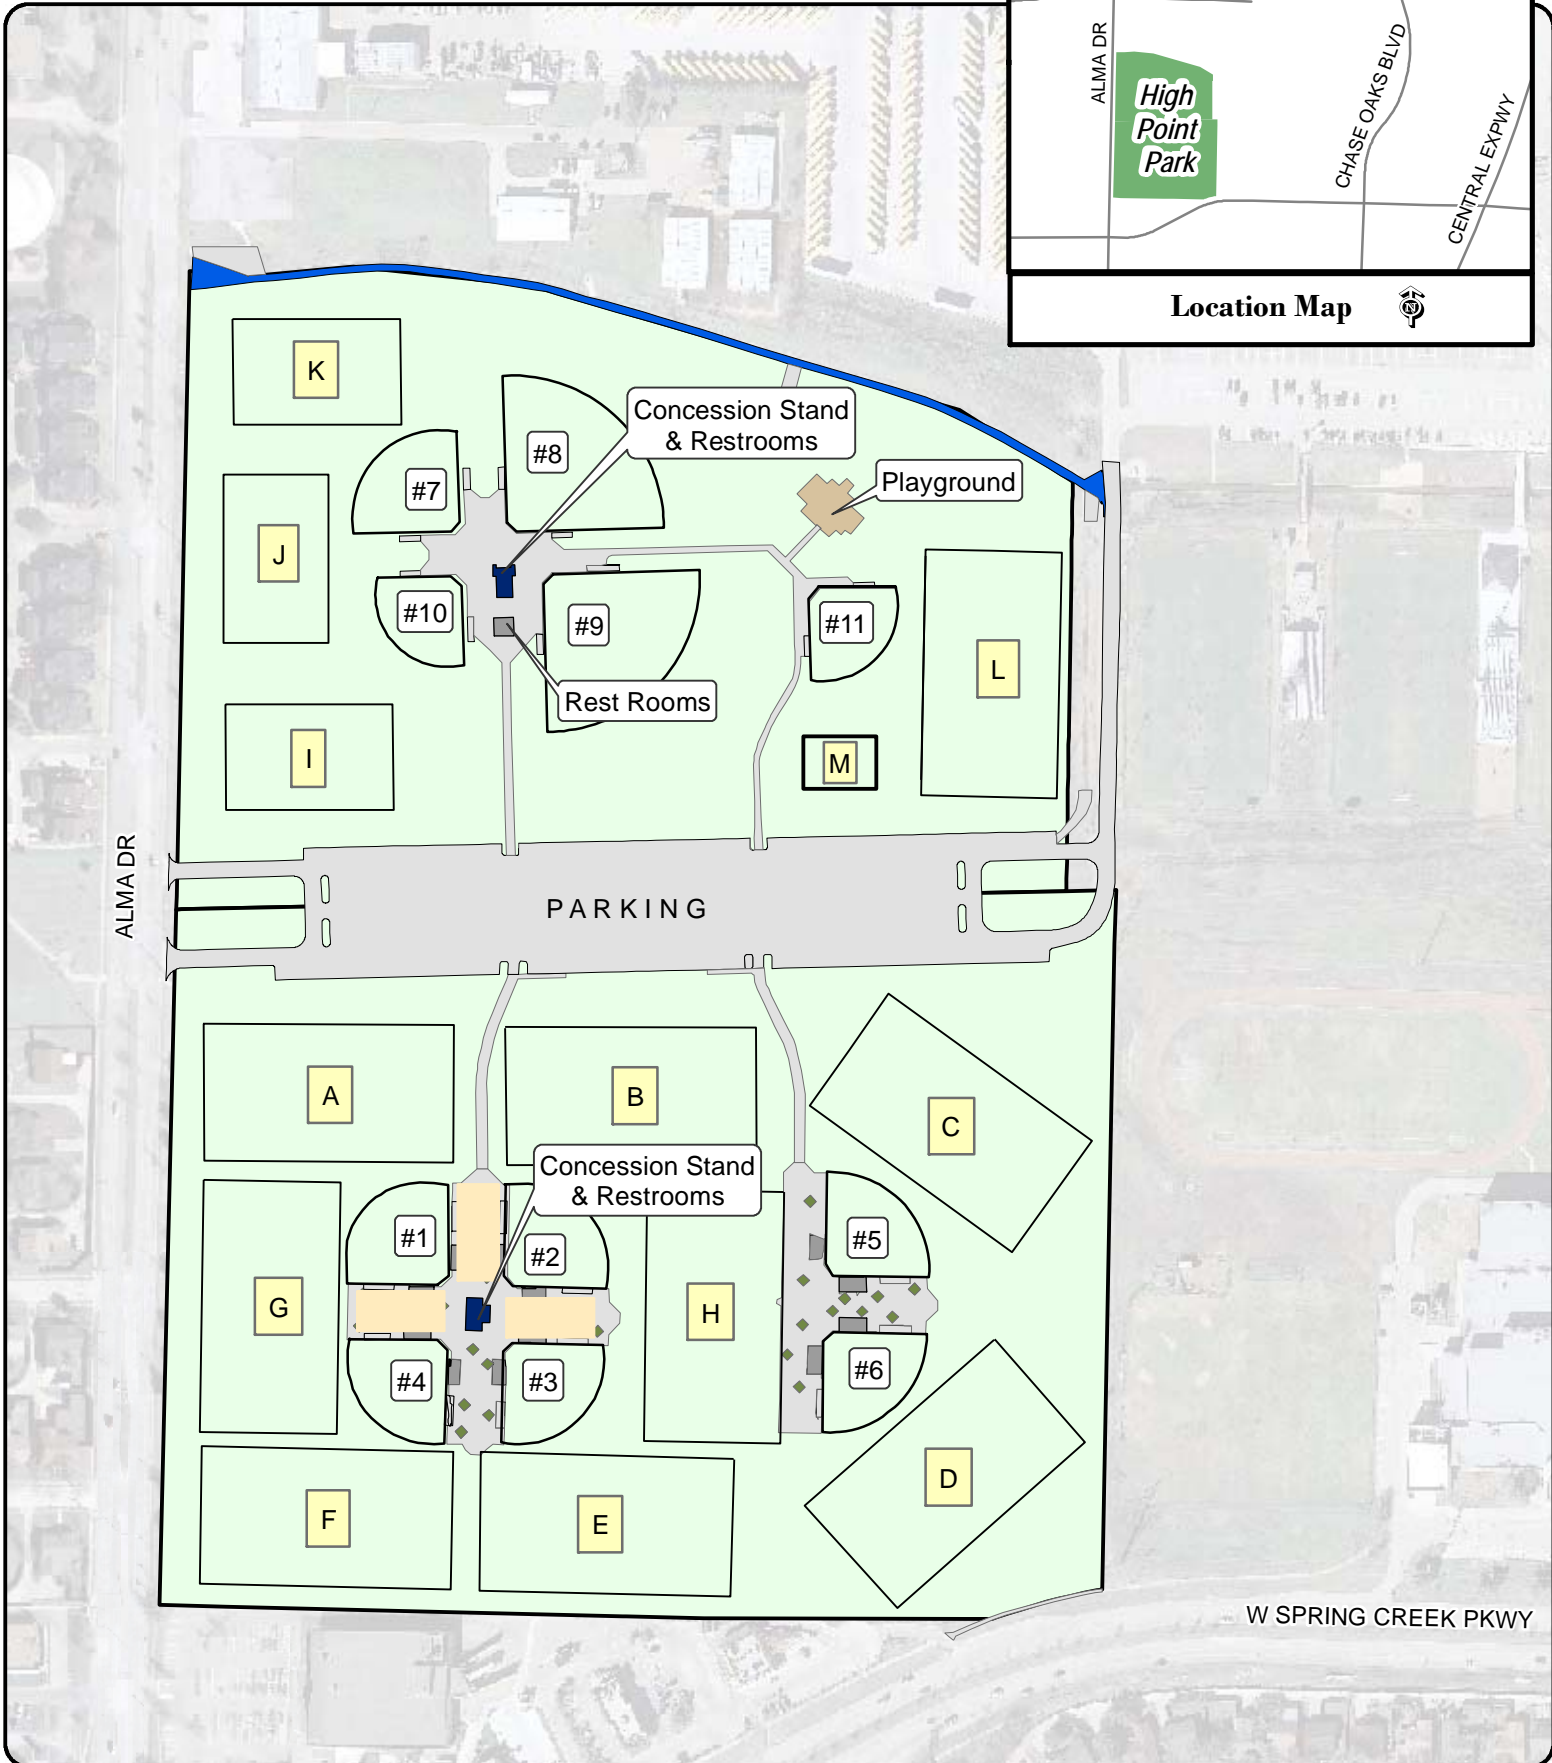 ALMA DR
High
Point
Park
CHASE OAKS BLVD
CENTRAL EXPWY
Location Map
N
K
Concession Stand
& Restrooms
#8
#7
Playground
J
#10
#9
#11
L
Rest Rooms
I
M
ALMA DR
PARKING
A
B
C
Concession Stand
& Restrooms
#1
#2
#5
G
H
#4
#3
#6
D
F
E
W SPRING CREEK PKWY